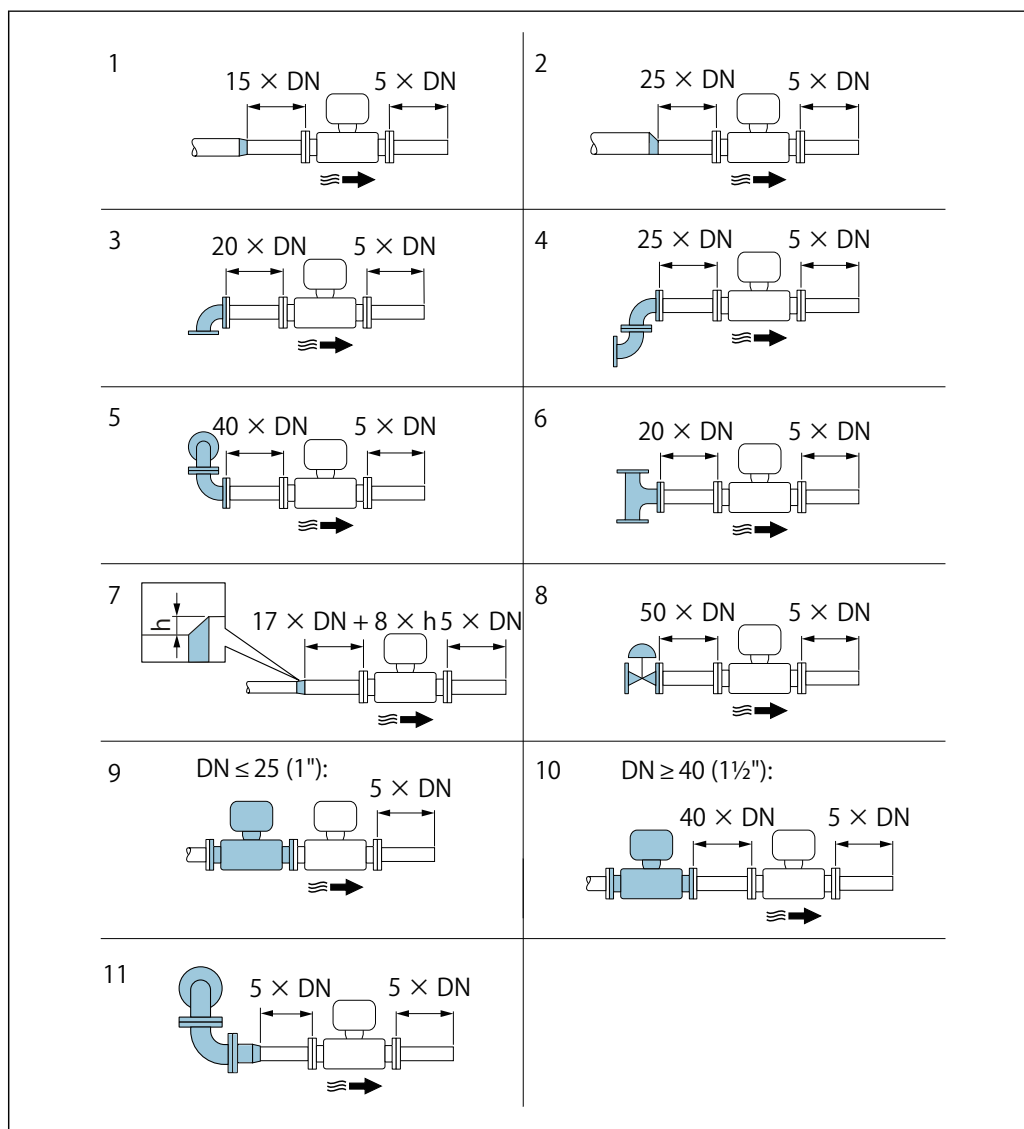 1
15 × DN 5 × DN
2
25 × DN 5 × DN
3
20 × DN 5 × DN
4
25 × DN 5 × DN
5
40 × DN 5 × DN
6
20 × DN 5 × DN
7
h
17 × DN + 8 × h 5 × DN
8
50 × DN 5 × DN
9
DN ≤ 25 (1"):
5 × DN
10
DN ≥ 40 (1½"):
40 × DN 5 × DN
11
5 × DN 5 × DN